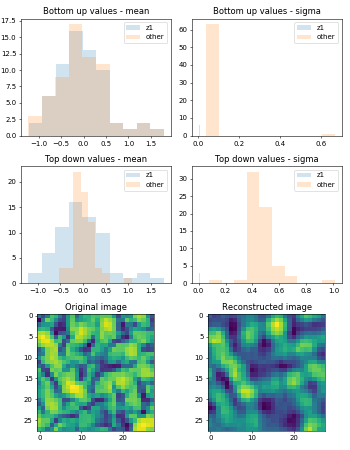 Bottom up values - mean
Bottom up values - sigma
17.5
15.0
12.5
10.0
7.5
5.0
2.5
0.0
z1
other
−1.0 −0.5 0.0 0.5 1.0 1.5
60
50
40
30
20
10
0
z1
other
0.0 0.2 0.4 0.6
Top down values - mean
Top down values - sigma
20
15
10
5
0
z1
other
−1.0 −0.5 0.0 0.5 1.0 1.5
30
25
20
15
10
5
0
z1
other
0.0 0.2 0.4 0.6 0.8 1.0
Original image
Reconstructed image
0
5
10
15
20
25
0 10 20
0
5
10
15
20
25
0 10 20